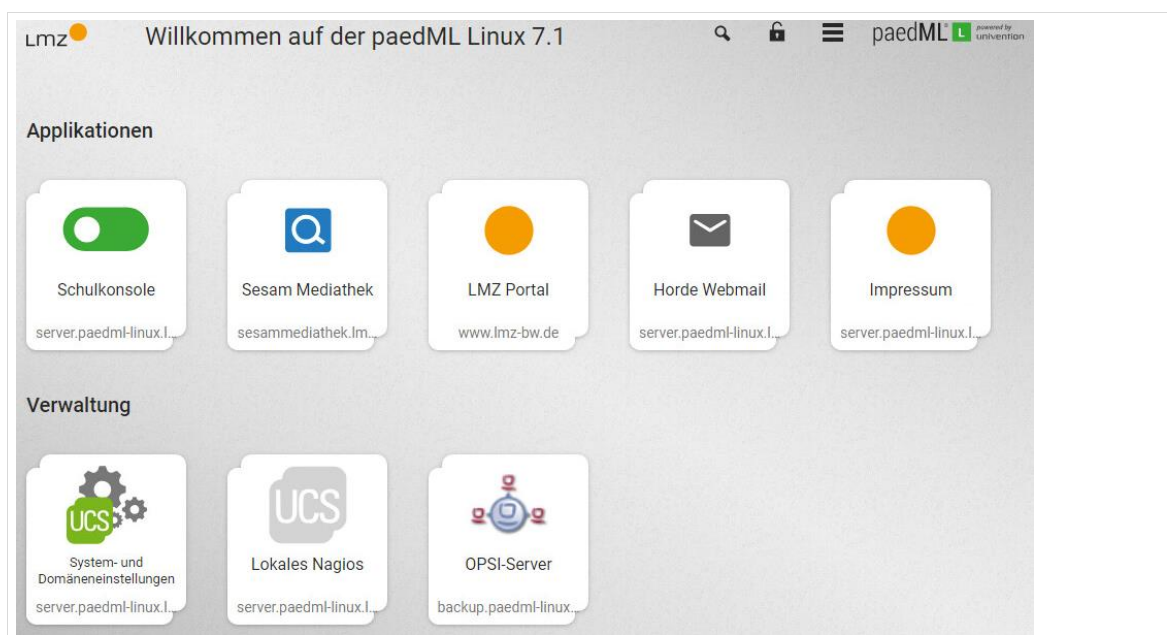 LMZ
Willkommen auf der paedML Linux 7.1
paedML® L powered by univention
Applikationen
Schulkonsole
server.paedml-linux.l...
Sesam Mediathek
sesammediathek.lm...
LMZ Portal
www.lmz-bw.de
Horde Webmail
server.paedml-linux.l...
Impressum
server.paedml-linux.l...
Verwaltung
UCS
System- und
Domäneneinstellungen
server.paedml-linux.l...
UCS
Lokales Nagios
server.paedml-linux.l...
OPSI-Server
backup.paedml-linux...